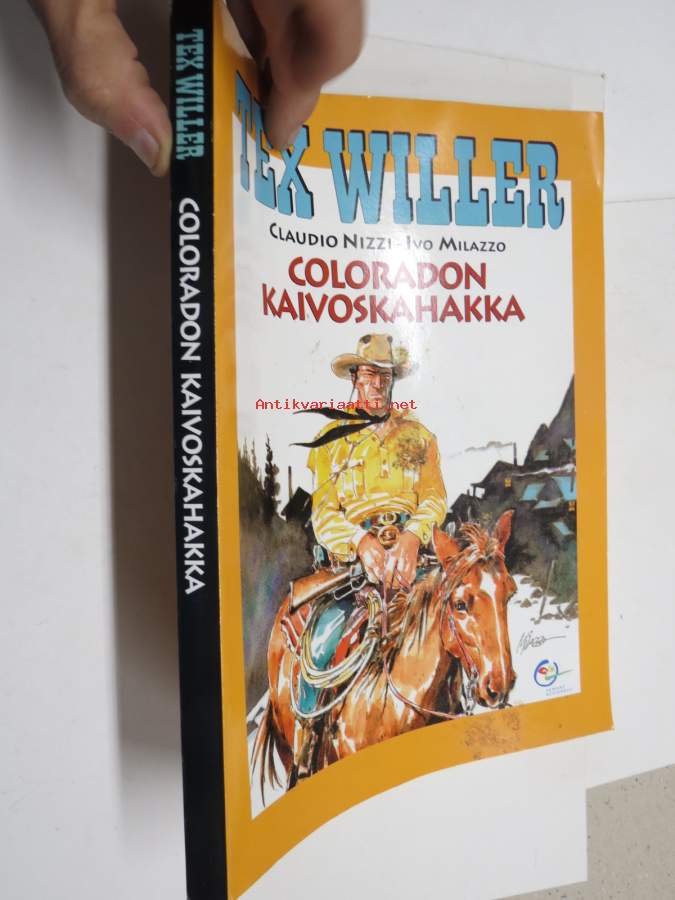 TEX WILLER
COLORADON KAIVOSKAHAKKA
TEX WILLER
CLAUDIO NIZZI - IVO MILAZZO
COLORADON
KAIVOSKAHAKKA
Antikvariaatti.net